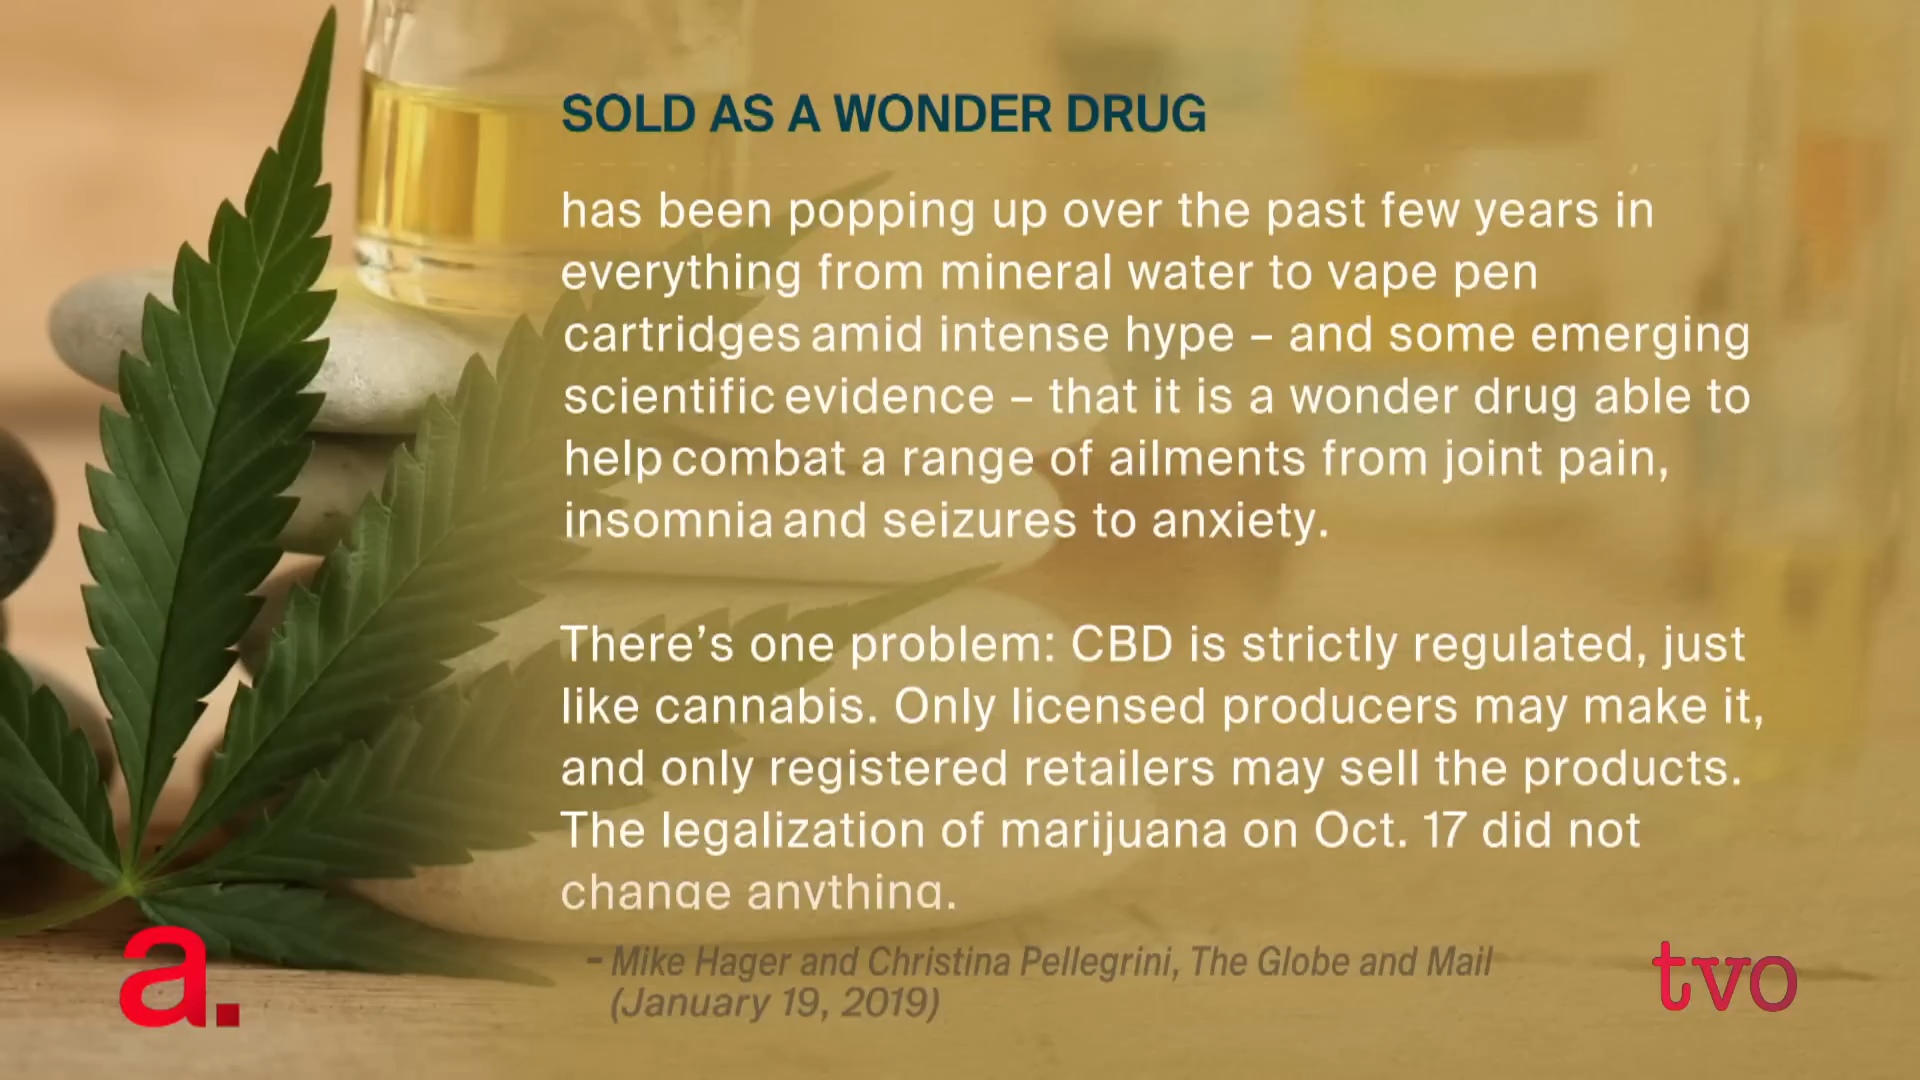 SOLD AS A WONDER DRUG
has been popping up over the past few years in
everything from mineral water to vape pen
cartridges amid intense hype – and some emerging
scientific evidence – that it is a wonder drug able to
help combat a range of ailments from joint pain,
insomnia and seizures to anxiety.
There's one problem: CBD is strictly regulated, just
like cannabis. Only licensed producers may make it,
and only registered retailers may sell the products.
The legalization of marijuana on Oct. 17 did not
change anything.
– Mike Hager and Christina Pellegrini, The Globe and Mail
(January 19, 2019)
a.
tvo